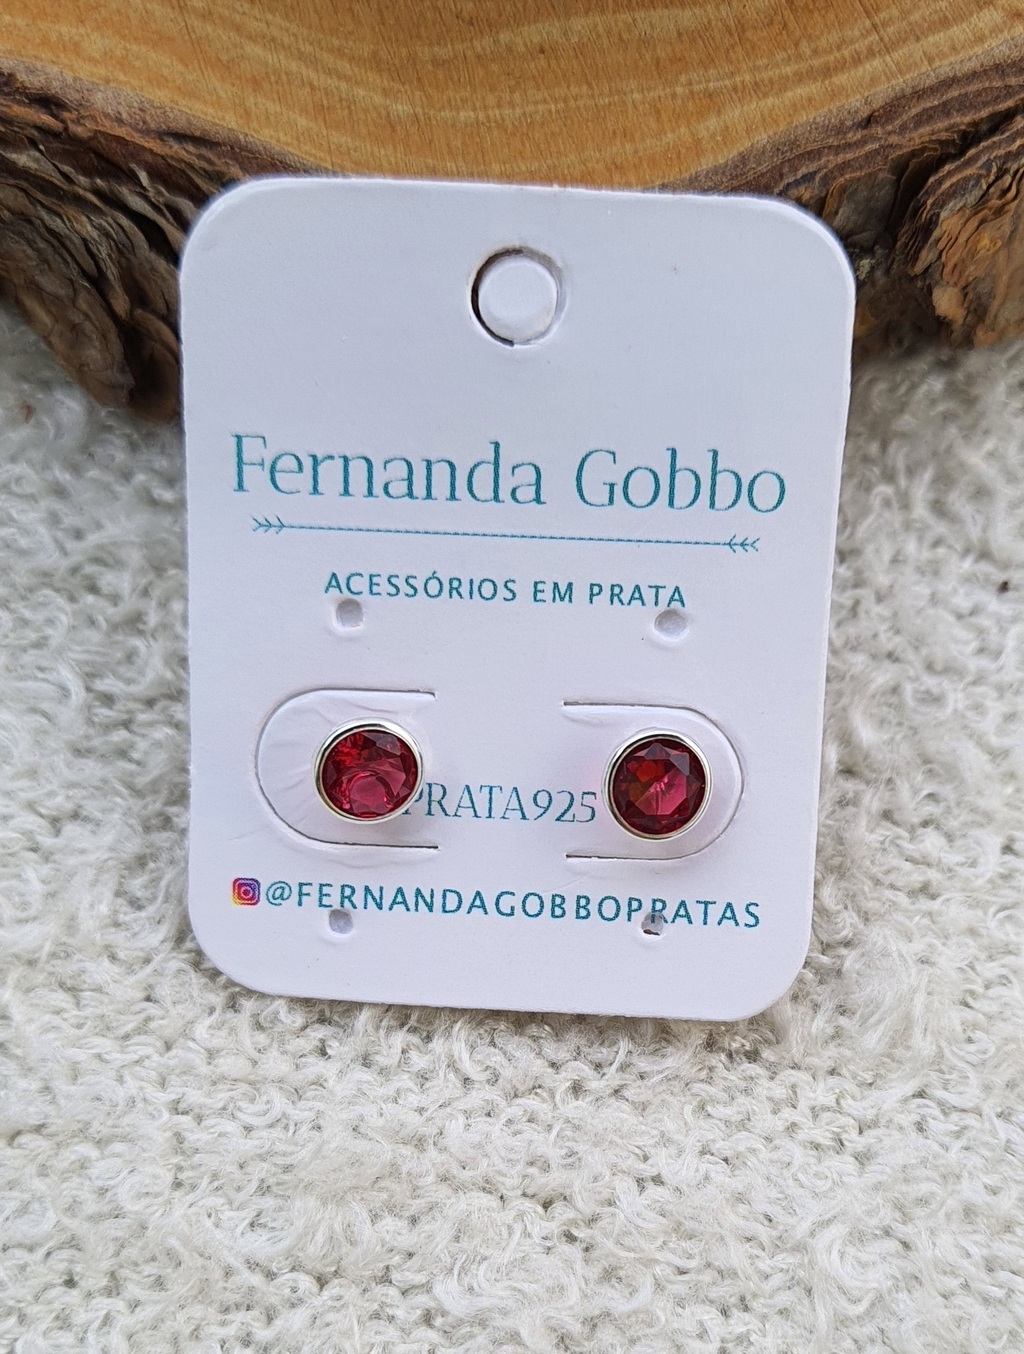 Fernanda Gobbo
ACESSÓRIOS EM PRATA
PRATA925
@FERNANDAGOBBOPRATAS